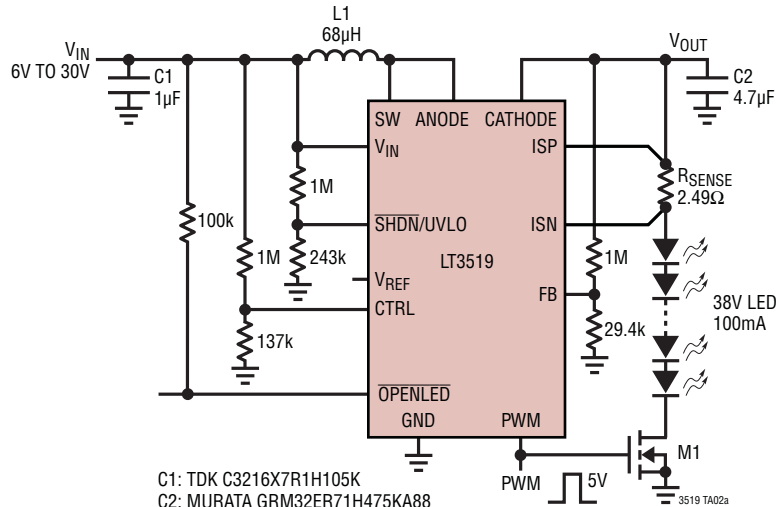 L1
68µH
V_IN
6V TO 30V
C1
1µF
V_OUT
C2
4.7µF
SW ANODE CATHODE
V_IN
ISP
1M
R_SENSE
2.49Ω
100k
SHDN/UVLO
ISN
1M
243k
LT3519
1M
V_REF
FB
38V LED
100mA
CTRL
137k
29.4k
OPENLED
GND
PWM
M1
PWM
5V
3519 TA02a
C1: TDK C3216X7R1H105K
C2: MURATA GRM32ER71H475KA88